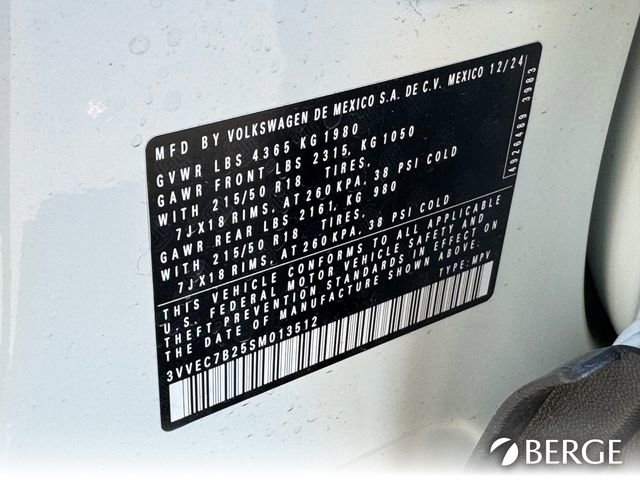 MFD BY VOLKSWAGEN DE MEXICO S.A. DE C.V. MEXICO 12/24
GVWR LBS 4365 KG 1980
GAWR FRONT LBS 2315, KG 1050
WITH 215/50 R18 TIRES,
7JX18 RIMS, AT 260KPA, 38 PSI COLD
GAWR REAR LBS 2161, KG 980
WITH 215/50 R18 TIRES,
7JX18 RIMS, AT 260KPA, 38 PSI COLD
THIS VEHICLE CONFORMS TO ALL APPLICABLE
U.S. FEDERAL MOTOR VEHICLE SAFETY AND
THEFT PREVENTION STANDARDS IN EFFECT ON
THE DATE OF MANUFACTURE SHOWN ABOVE.
3VVEC7B25SM013512 TYPE: MPV
4926489 3983
BERGE